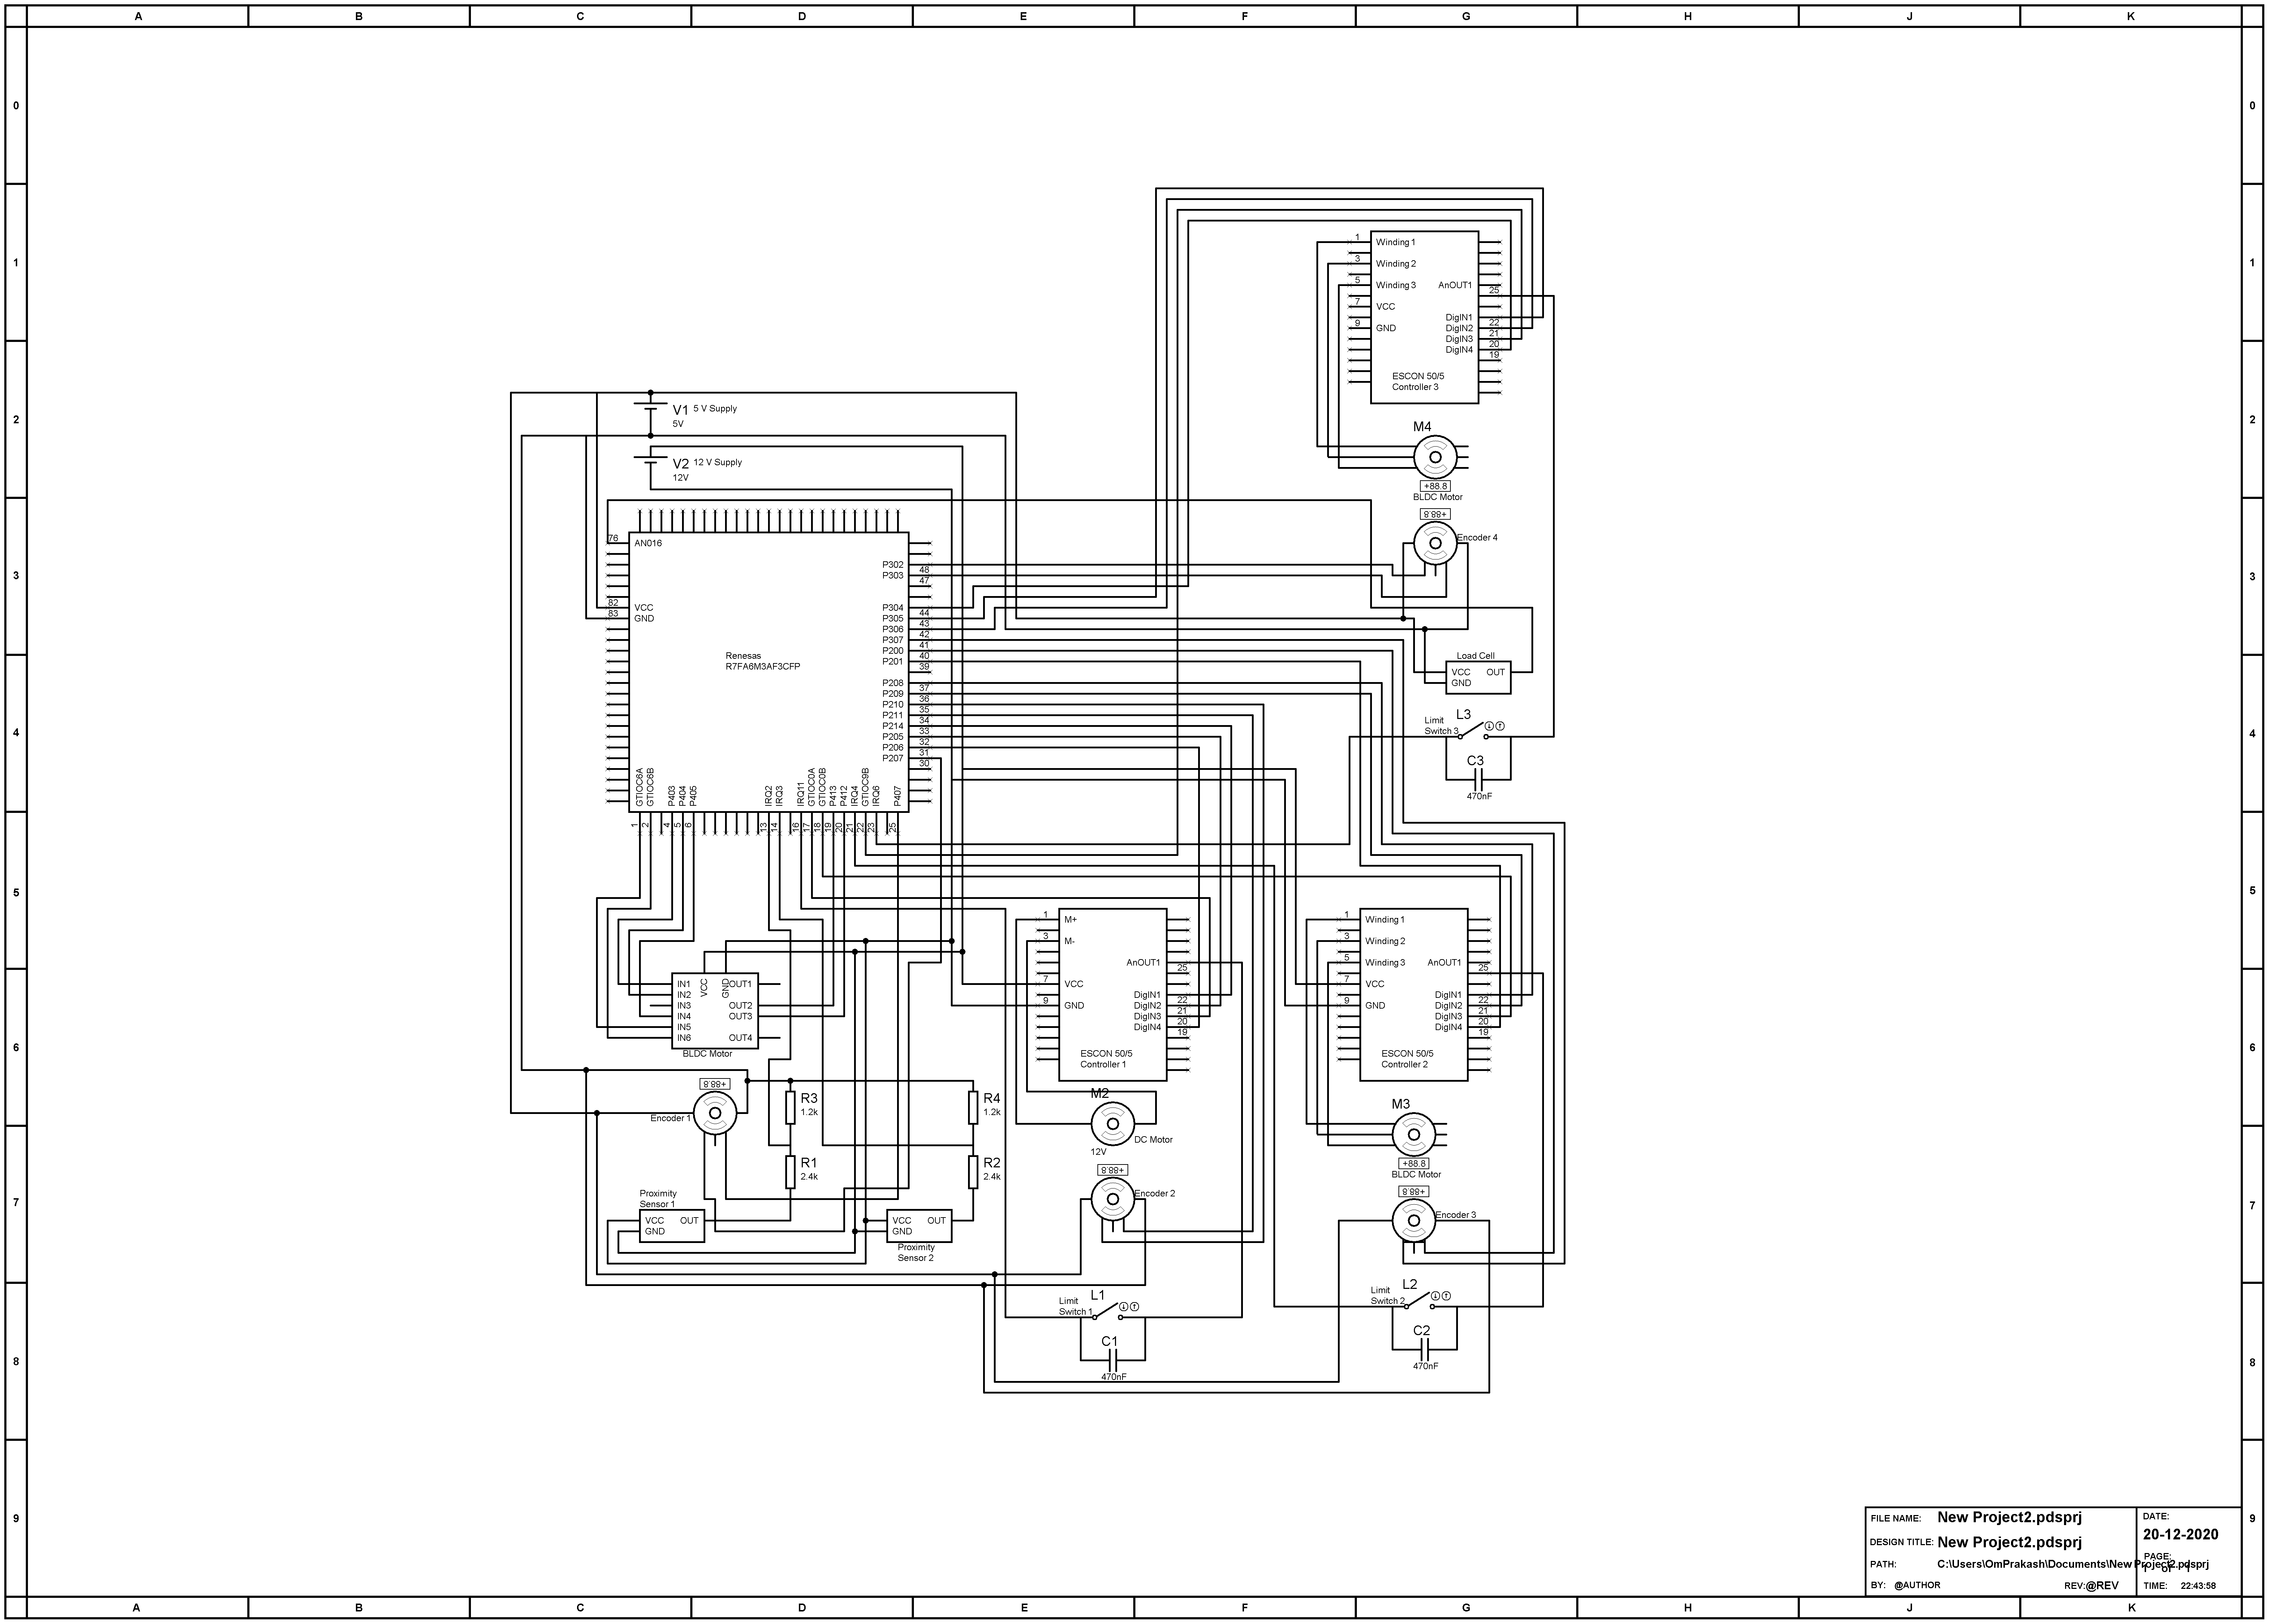 A B C D E F G H J K
0 0
1 1
2 2
3 3
4 4
5 5
6 6
7 7
8 8
9 9
1 Winding 1
3 Winding 2
5 Winding 3 AnOUT1
25
7 VCC
DigIN1
9 GND DigIN2 22
DigIN3 21
DigIN4 20
19
ESCON 50/5
Controller 3
M4
+88.8
BLDC Motor
+88.8
Encoder 4
V1 5 V Supply
5V
V2 12 V Supply
12V
76 AN016
82 VCC
83 GND
Renesas
R7FA6M3AF3CFP
P302
P303 48
47
P304
P305 44
P306 43
P307 42
P200 41
P201 40
39
P208
P209 37
P210 36
P211 35
P214 34
P205 33
P206 32
P207 31
30
GTIOC6A GTIOC6B P403 P404 P405 IRQ2 IRQ3 IRQ11 GTIOC0A GTIOC0B P413 P412 IRQ4 GTIOC9B IRQ6 P407
1 2 4 5 6 13 14 16 17 18 19 20 21 22 23 25
Load Cell
VCC OUT
GND
L3
Limit
Switch 3
C3
470nF
IN1 VCC GND OUT1
IN2
IN3 OUT2
IN4 OUT3
IN5
IN6 OUT4
BLDC Motor
+88.8
Encoder 1
R3
1.2k
R4
1.2k
R1
2.4k
R2
2.4k
Proximity
Sensor 1
VCC OUT
GND
VCC OUT
GND
Proximity
Sensor 2
1 M+
3 M-
AnOUT1
25
7 VCC
DigIN1
9 GND DigIN2 22
DigIN3 21
DigIN4 20
19
ESCON 50/5
Controller 1
M2
DC Motor
12V
+88.8
Encoder 2
L1
Limit
Switch 1
C1
470nF
1 Winding 1
3 Winding 2
5 Winding 3 AnOUT1
25
7 VCC
DigIN1
9 GND DigIN2 22
DigIN3 21
DigIN4 20
19
ESCON 50/5
Controller 2
M3
+88.8
BLDC Motor
+88.8
Encoder 3
L2
Limit
Switch 2
C2
470nF
FILE NAME: New Project2.pdsprj
DESIGN TITLE: New Project2.pdsprj
PATH: C:\Users\OmPrakash\Documents\New Project2.pdsprj
BY: @AUTHOR REV:@REV
DATE:
20-12-2020
PAGE:
TIME: 22:43:58
A B C D E F G H J K